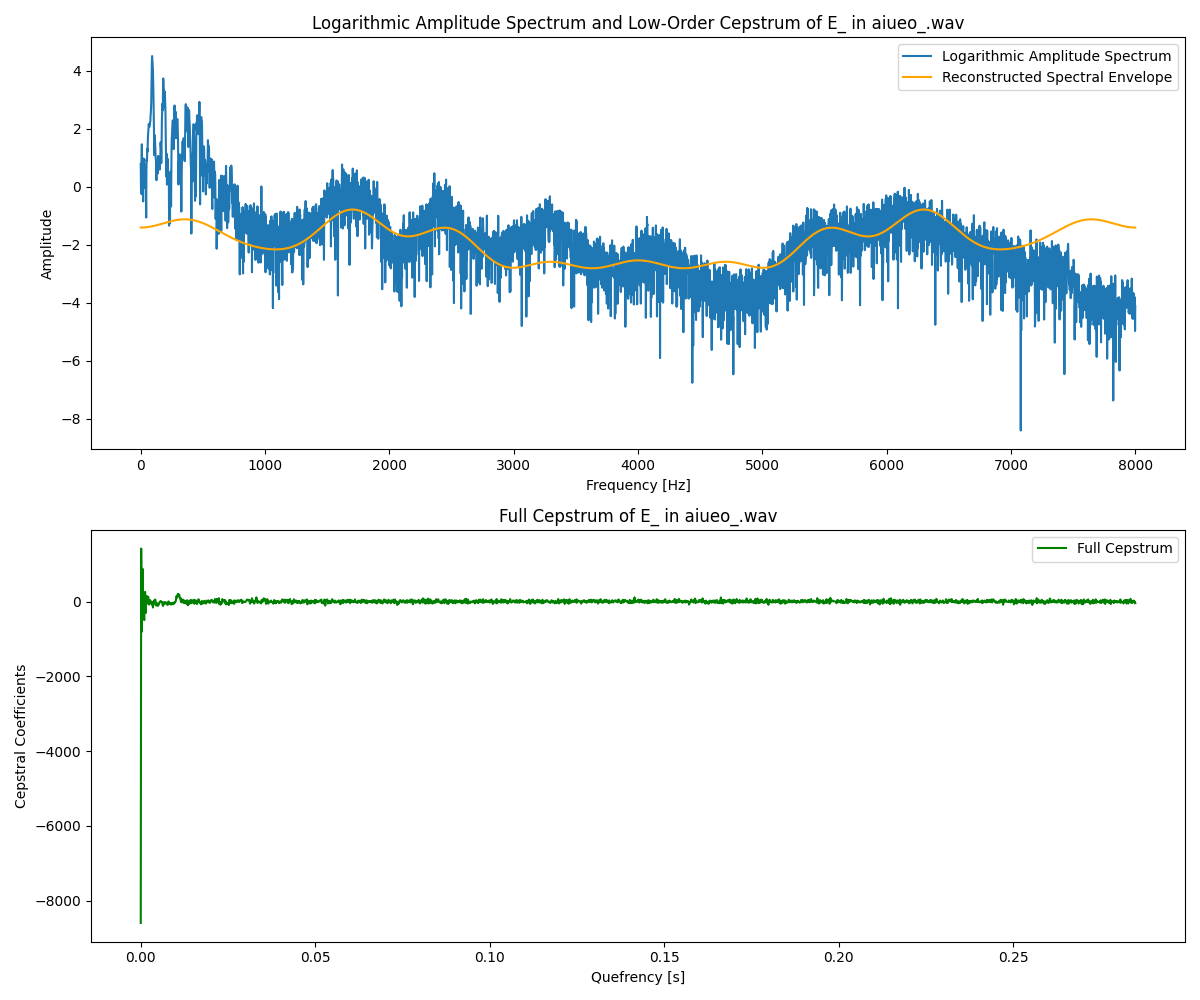 Logarithmic Amplitude Spectrum and Low-Order Cepstrum of E_ in aiueo_.wav
Logarithmic Amplitude Spectrum
Reconstructed Spectral Envelope
Amplitude
4
2
0
−2
−4
−6
−8
0 1000 2000 3000 4000 5000 6000 7000 8000
Frequency [Hz]
Full Cepstrum of E_ in aiueo_.wav
Full Cepstrum
Cepstral Coefficients
0
−2000
−4000
−6000
−8000
0.00 0.05 0.10 0.15 0.20 0.25
Quefrency [s]